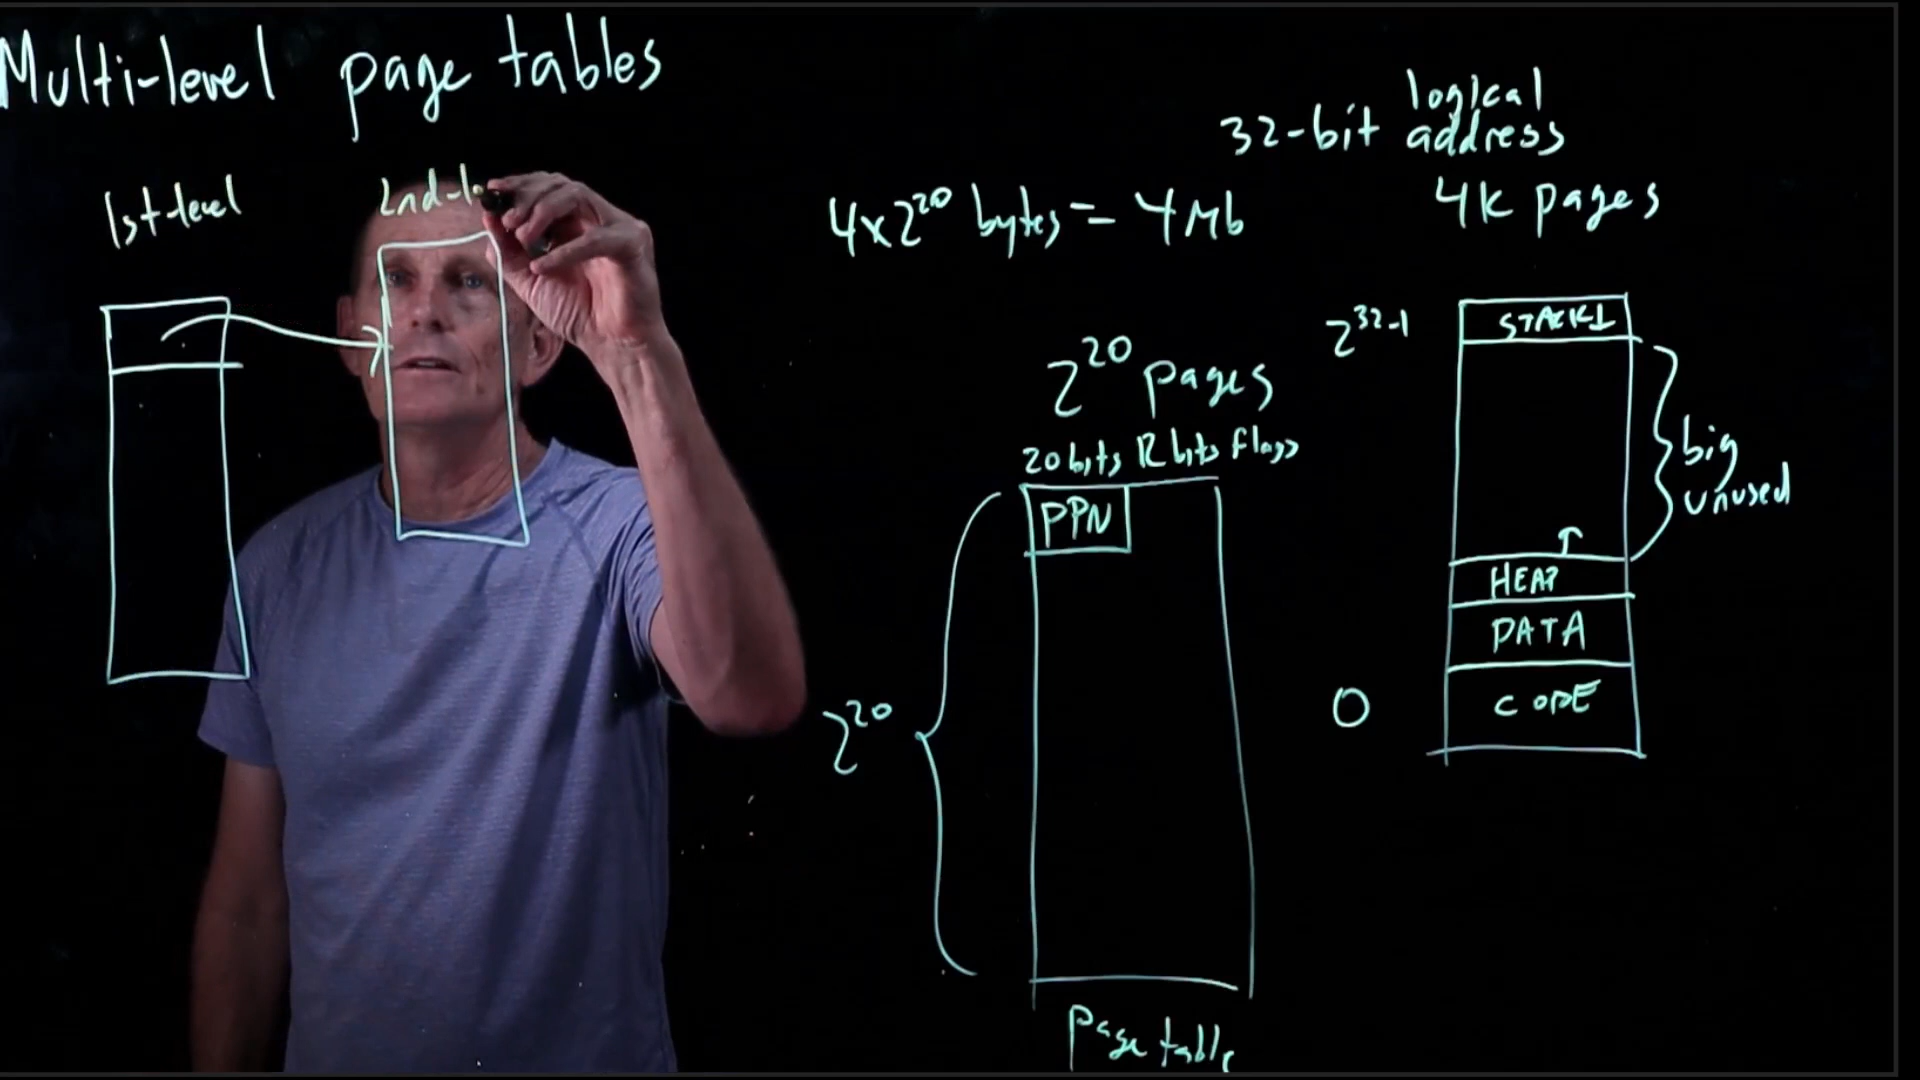 Multi-level page tables
1st-level
2nd-l
32-bit logical address
4k pages
4x2^20 bytes = 4Mb
2^20 pages
20 bits 12 bits flags
PPN
2^20
page table
2^32-1
STACK↓
big
unused
↑
HEAP
DATA
CODE
0